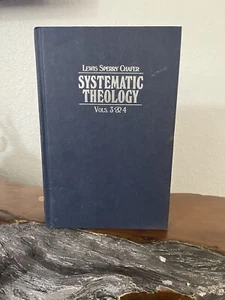 Lewis Sperry Chafer
SYSTEMATIC
THEOLOGY
Vols. 3 & 4